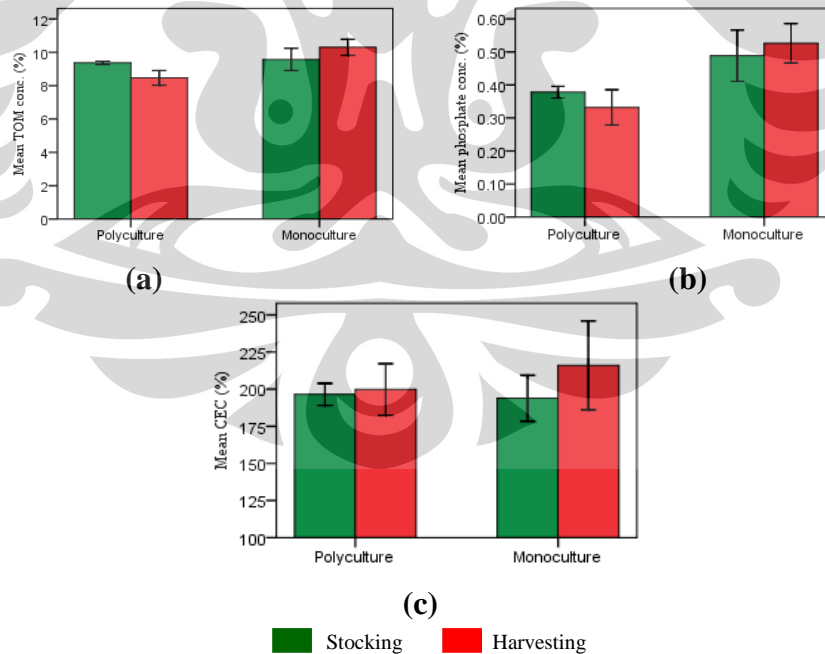 Mean TOM conc. (%)
12
10
8
6
4
2
0
Polyculture Monoculture
(a)
Mean phosphate conc. (%)
0.60
0.50
0.40
0.30
0.20
0.10
0.00
Polyculture Monoculture
(b)
Mean CEC (%)
250
225
200
175
150
125
100
Polyculture Monoculture
(c)
Stocking Harvesting